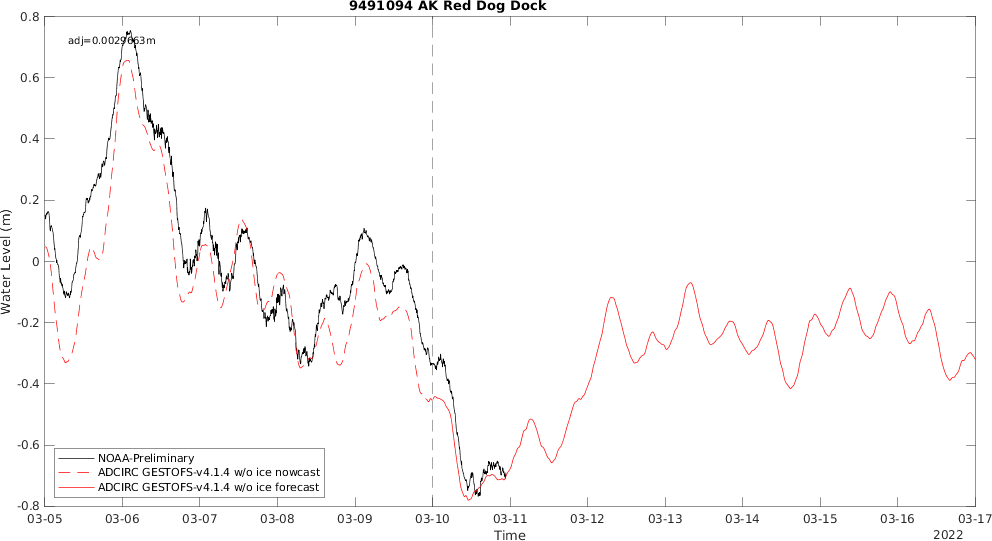 9491094 AK Red Dog Dock
adj=0.0029663m
Water Level (m)
0.8
0.6
0.4
0.2
0
-0.2
-0.4
-0.6
-0.8
NOAA-Preliminary
ADCIRC GESTOFS-v4.1.4 w/o ice nowcast
ADCIRC GESTOFS-v4.1.4 w/o ice forecast
03-05 03-06 03-07 03-08 03-09 03-10 03-11 03-12 03-13 03-14 03-15 03-16 03-17
Time
2022